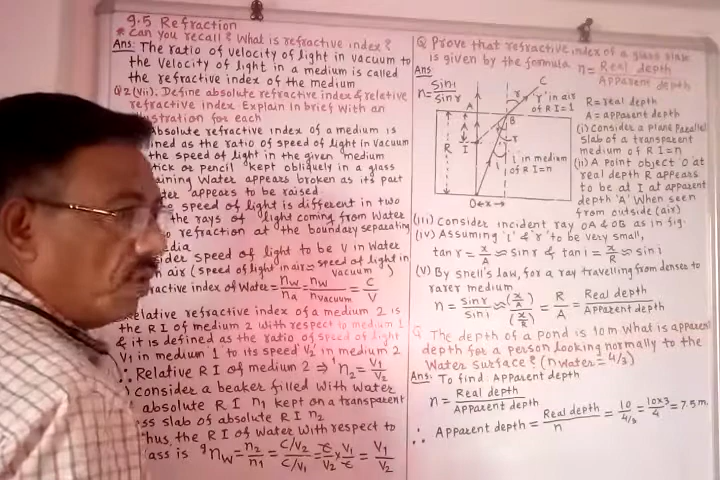 9.5 Refraction
* Can you recall? What is refractive index?
Ans: The ratio of velocity of light in vacuum to
the Velocity of light in a medium is called
the refractive index of the medium
Q2(vii). Define absolute refractive index & relative
refractive index Explain in brief with an
illustration for each
Absolute refractive index of a medium is
ined as the ratio of speed of light in vacuum
the speed of light in the given medium
tick or pencil kept obliquely in a glass
aining Water appears broken as its part
der appears to be raised.
speed of light is different in two
the rays of light coming from Water
refraction at the boundary separating
dia
ider speed of light to be V in Water
in air (speed of light in air ≈ speed of light in vacuum)
ractive index of Water = nw/na = nw/nvacuum = C/V
Relative refractive index of a medium 2 is
the RI of medium 2 with respect to medium 1
& it is defined as the ratio of speed of light
V1 in medium 1 to its speed V2 in medium 2
∴ Relative R I of medium 2 ⇒ ¹n2 = V1/V2
Consider a beaker filled with water
absolute R I n1 kept on a transparent
ss slab of absolute R I n2
Thus, the R I of water with respect to
ass is ᵍnw = n2/n1 = (C/V2)/(C/V1) = c/V2 × V1/c = V1/V2
Q Prove that refractive index of a glass slab
is given by the formula n = Real depth/Apparent depth
Ans
n = sin i/sin r
C
r
'r' in air
of R I = 1
A
B
R
A
I
r
i
i
i in medium
of R I = n
O ← x →
R = real depth
A = apparent depth
(i) Consider a plane Parallel
slab of a transparent
medium of R I = n
(ii) A point object 'O' at
real depth R appears
to be at I at apparent
depth 'A' When seen
from outside (air)
(iii) Consider incident ray OA & OB as in fig.
(iv) Assuming 'i' & 'r' to be very small,
tan r = x/A ≈ sin r & tan i = x/R ≈ sin i
(v) By snell's law, for a ray travelling from denser to
rarer medium
n = sin r/sin i ≈ (x/A)/(x/R) = R/A = Real depth/Apparent depth
Q. The depth of a pond is 10 m. What is apparent
depth for a person looking normally to the
Water surface? (nwater = 4/3)
Ans: To find: Apparent depth
n = Real depth/Apparent depth
∴ Apparent depth = Real depth/n = 10/(4/3) = 10×3/4 = 7.5 m.